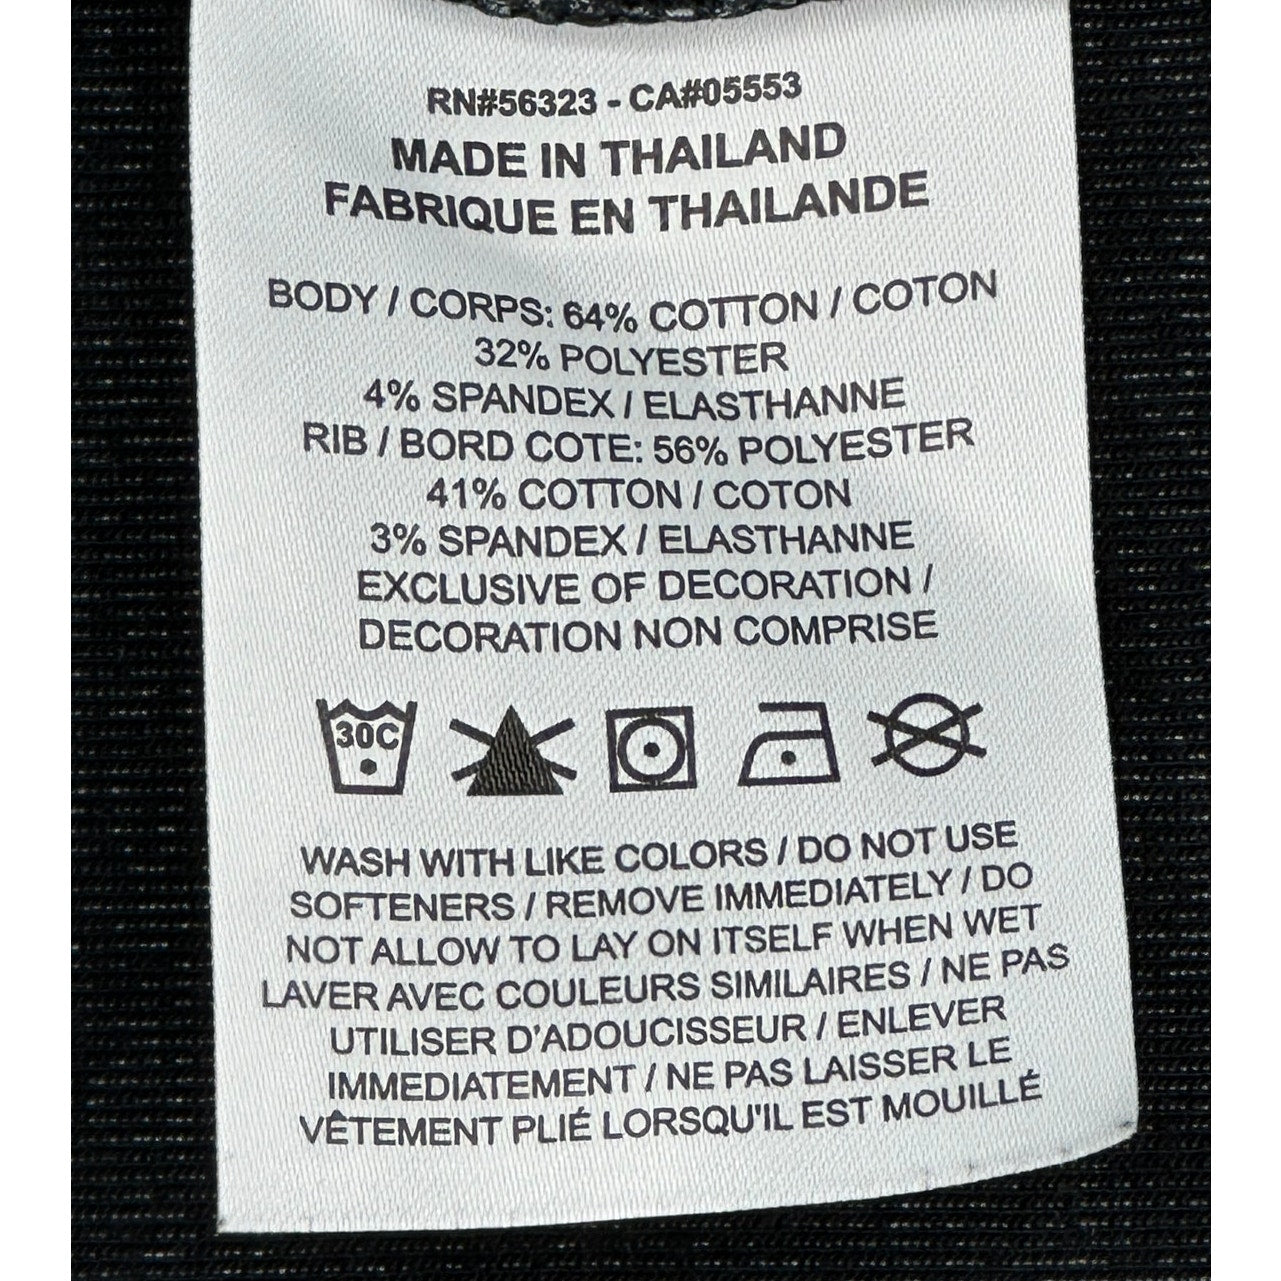 RN#56323 - CA#05553
MADE IN THAILAND
FABRIQUE EN THAILANDE
BODY / CORPS: 64% COTTON / COTON
32% POLYESTER
4% SPANDEX / ELASTHANNE
RIB / BORD COTE: 56% POLYESTER
41% COTTON / COTON
3% SPANDEX / ELASTHANNE
EXCLUSIVE OF DECORATION /
DECORATION NON COMPRISE
30C
WASH WITH LIKE COLORS / DO NOT USE
SOFTENERS / REMOVE IMMEDIATELY / DO
NOT ALLOW TO LAY ON ITSELF WHEN WET
LAVER AVEC COULEURS SIMILAIRES / NE PAS
UTILISER D'ADOUCISSEUR / ENLEVER
IMMEDIATEMENT / NE PAS LAISSER LE
VÊTEMENT PLIÉ LORSQU'IL EST MOUILLÉ